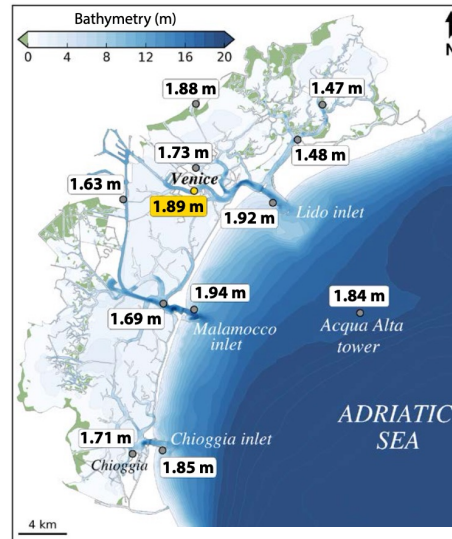 Bathymetry (m)
0 4 8 12 16 20
N
1.88 m
1.47 m
1.73 m
1.48 m
Venice
1.63 m
1.89 m
1.92 m
Lido inlet
1.94 m
1.84 m
1.69 m
Malamocco
inlet
Acqua Alta
tower
ADRIATIC
SEA
1.71 m
Chioggia inlet
Chioggia
1.85 m
4 km